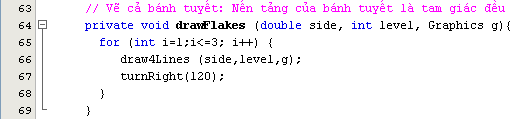 63 // Vẽ cả bánh tuyết: Nền tảng của bánh tuyết là tam giác đều
64 private void drawFlakes (double side, int level, Graphics g){
65 for (int i=1;i<=3; i++) {
66 draw4Lines (side,level,g);
67 turnRight(120);
68 }
69 }